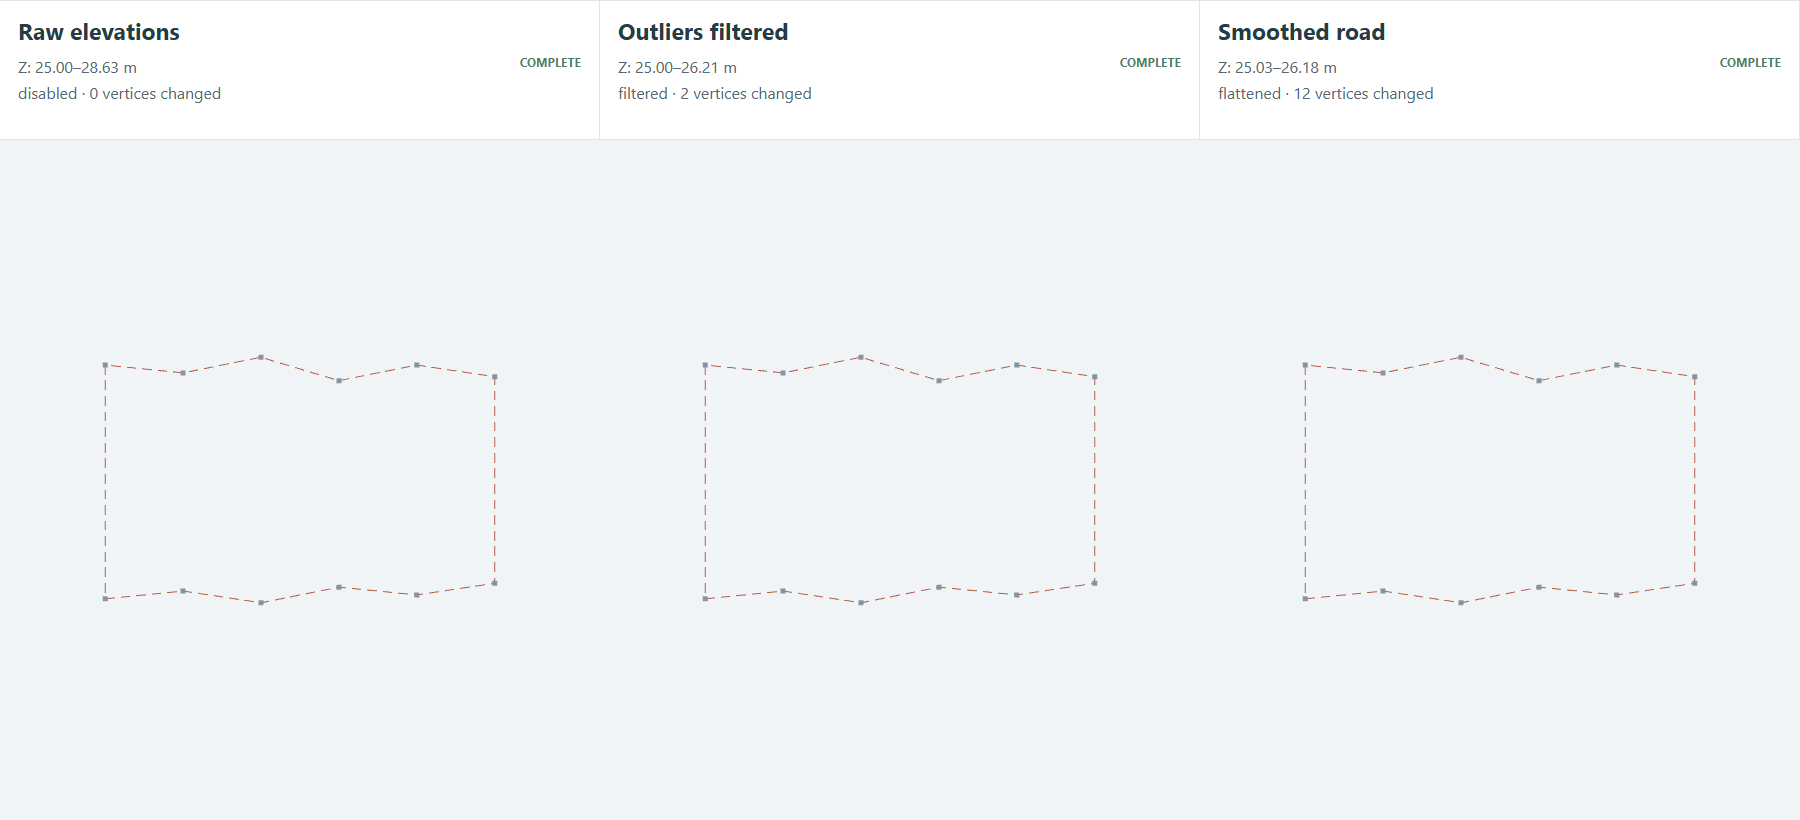 Raw elevations
Z: 25.00–28.63 m
COMPLETE
disabled · 0 vertices changed
Outliers filtered
Z: 25.00–26.21 m
COMPLETE
filtered · 2 vertices changed
Smoothed road
Z: 25.03–26.18 m
COMPLETE
flattened · 12 vertices changed